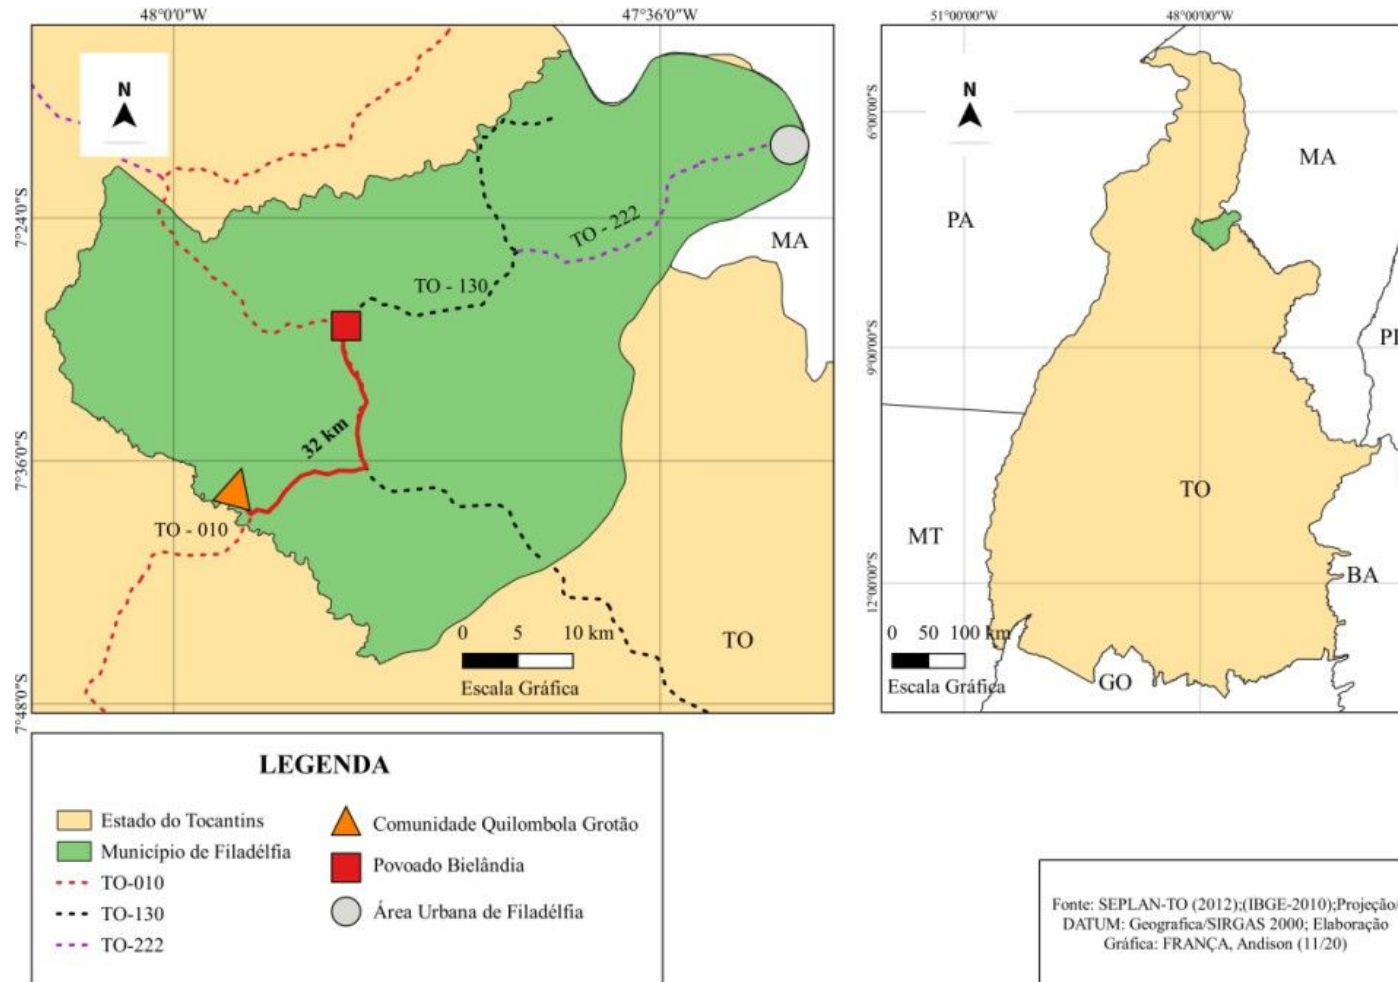 48°0'0"W
47°36'0"W
N
7°24'0"S
7°36'0"S
7°48'0"S
TO - 222
MA
TO - 130
32 km
TO - 010
TO
0 5 10 km
Escala Gráfica
51°00'00"W
48°00'00"W
N
6°00'00"S
9°00'00"S
12°00'00"S
MA
PA
TO
MT
BA
GO
0 50 100 km
Escala Gráfica
LEGENDA
Estado do Tocantins
Município de Filadélfia
TO-010
TO-130
TO-222
Comunidade Quilombola Grotão
Povoado Bielândia
Área Urbana de Filadélfia
Fonte: SEPLAN-TO (2012);(IBGE-2010);Projeção/
DATUM: Geografica/SIRGAS 2000; Elaboração
Gráfica: FRANÇA, Andison (11/20)